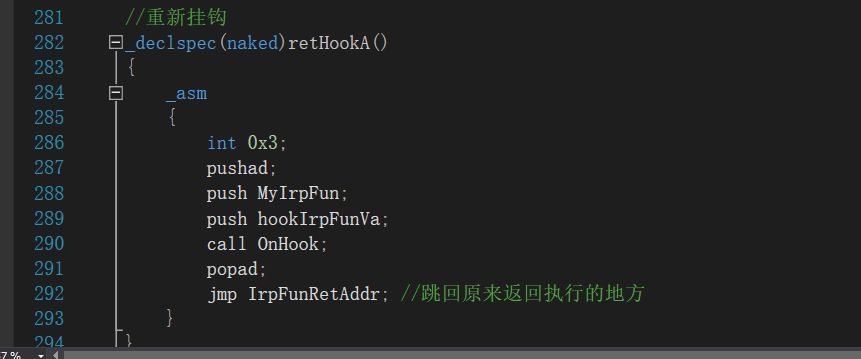 281 //重新挂钩
282 _declspec(naked)retHookA()
283 {
284 _asm
285 {
286 int 0x3;
287 pushad;
288 push MyIrpFun;
289 push hookIrpFunVa;
290 call OnHook;
291 popad;
292 jmp IrpFunRetAddr; //跳回原来返回执行的地方
293 }
294 }
7 %